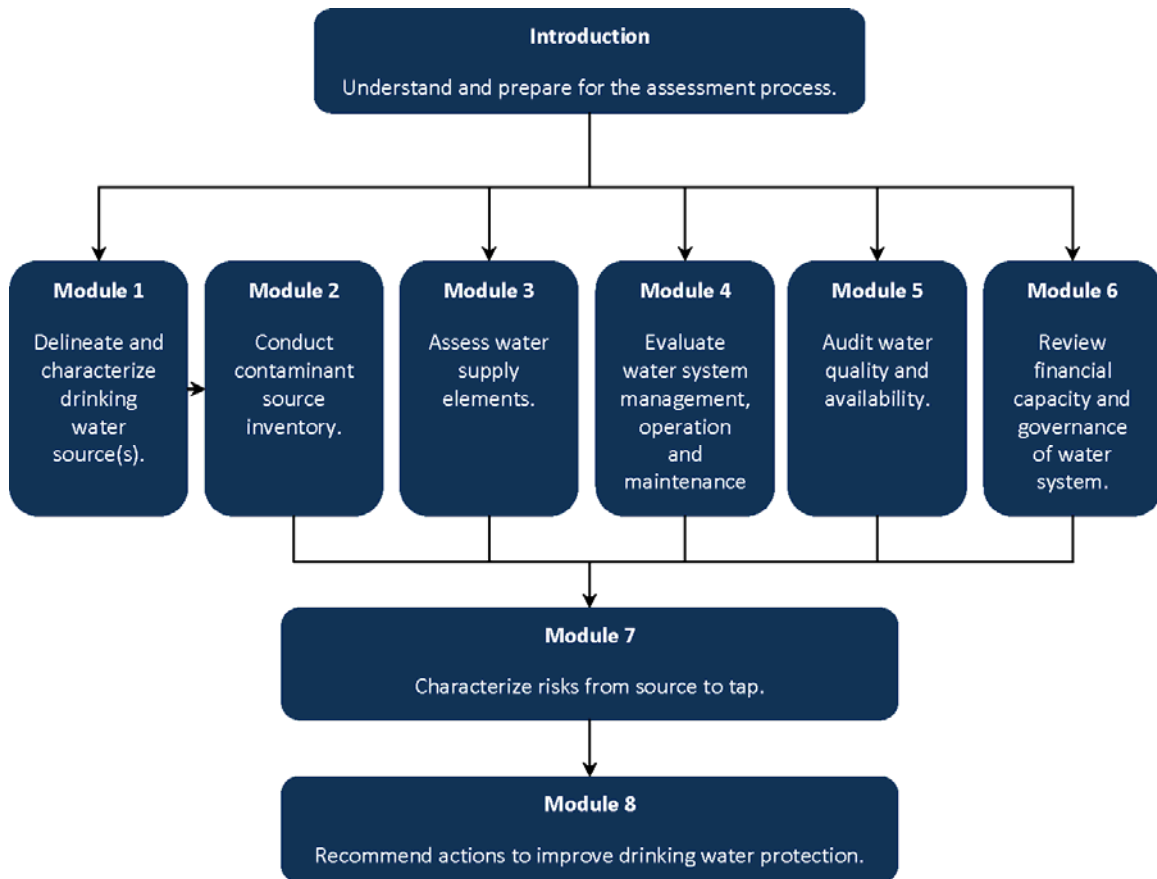 Introduction
Understand and prepare for the assessment process.
Module 1
Delineate and
characterize
drinking
water
source(s).
Module 2
Conduct
contaminant
source
inventory.
Module 3
Assess water
supply
elements.
Module 4
Evaluate
water system
management,
operation
and
maintenance
Module 5
Audit water
quality and
availability.
Module 6
Review
financial
capacity and
governance
of water
system.
Module 7
Characterize risks from source to tap.
Module 8
Recommend actions to improve drinking water protection.